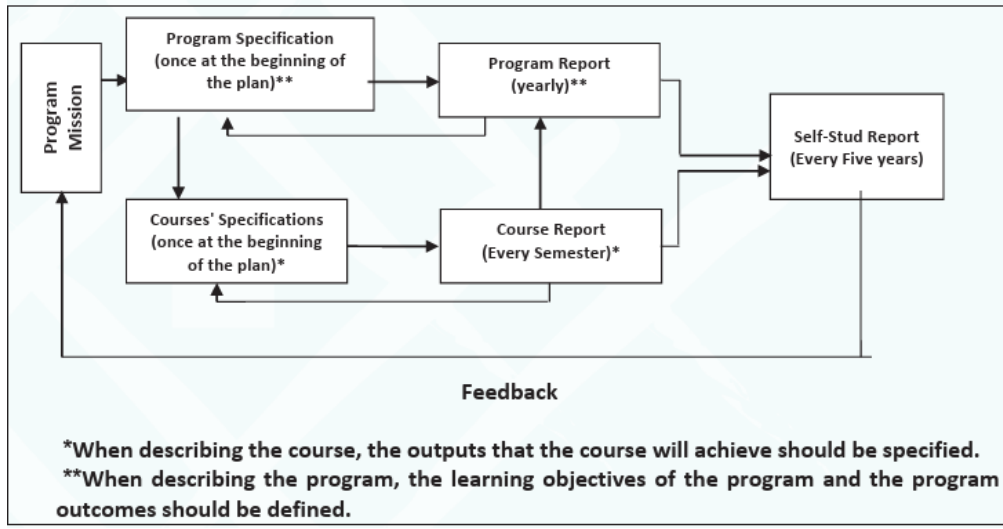 Program
Mission
Program Specification
(once at the beginning of
the plan)**
Program Report
(yearly)**
Self-Stud Report
(Every Five years)
Courses' Specifications
(once at the beginning
of the plan)*
Course Report
(Every Semester)*
Feedback
*When describing the course, the outputs that the course will achieve should be specified.
**When describing the program, the learning objectives of the program and the program
outcomes should be defined.